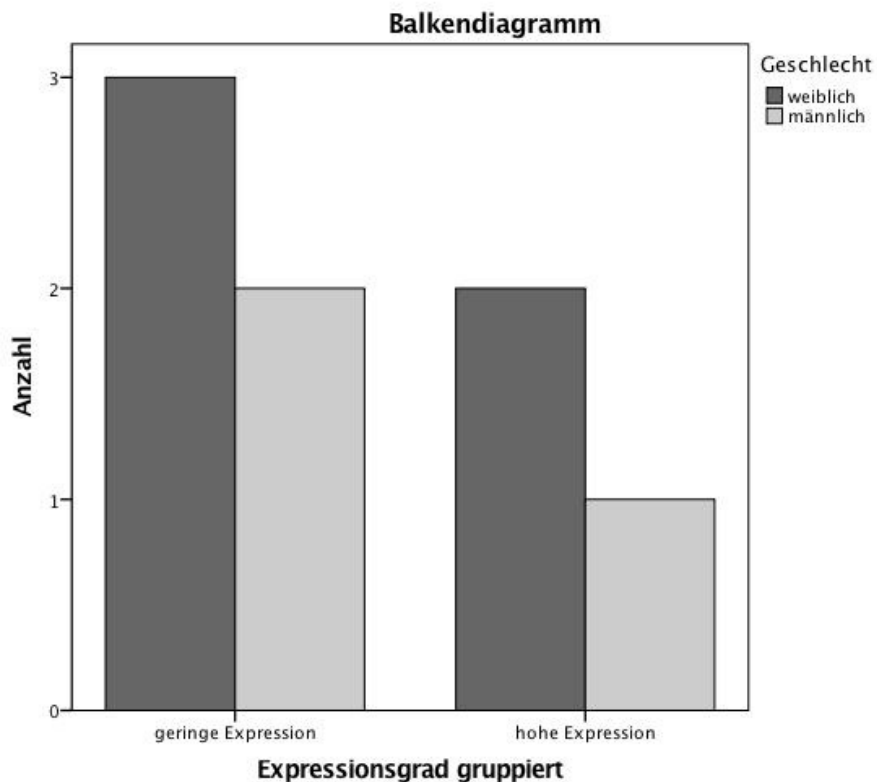 Balkendiagramm
Geschlecht
weiblich
männlich
Anzahl
3
2
1
0
geringe Expression
hohe Expression
Expressionsgrad gruppiert